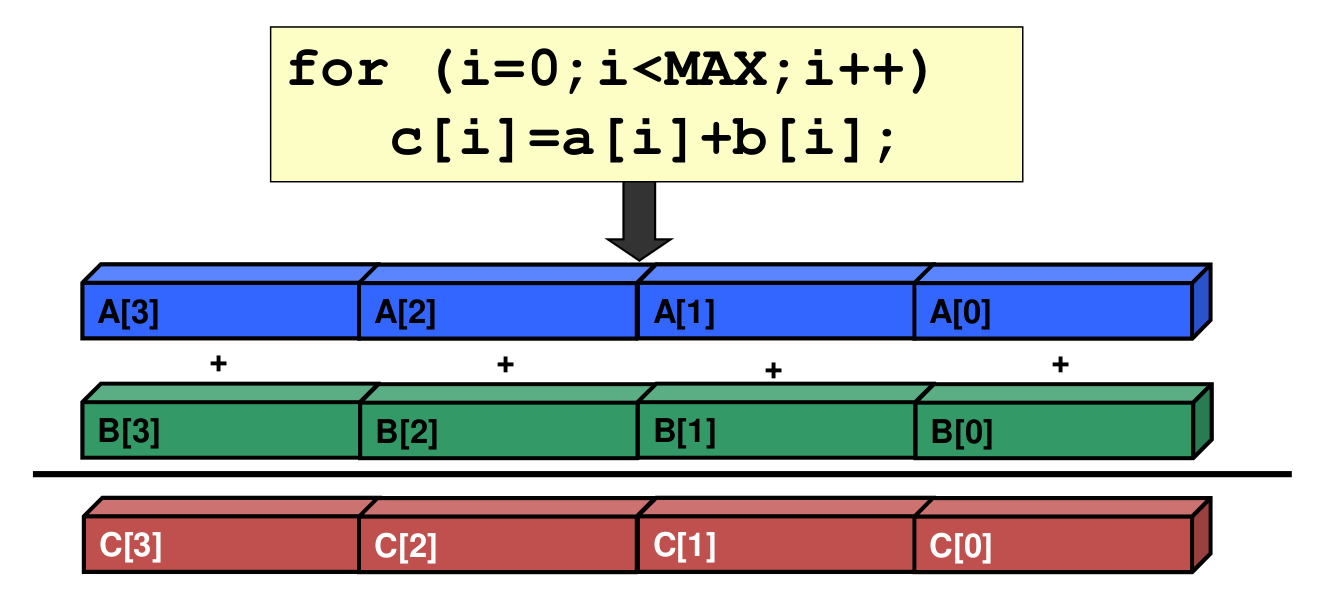 for (i=0;i<MAX;i++)
c[i]=a[i]+b[i];
A[3] A[2] A[1] A[0]
+ + + +
B[3] B[2] B[1] B[0]
C[3] C[2] C[1] C[0]